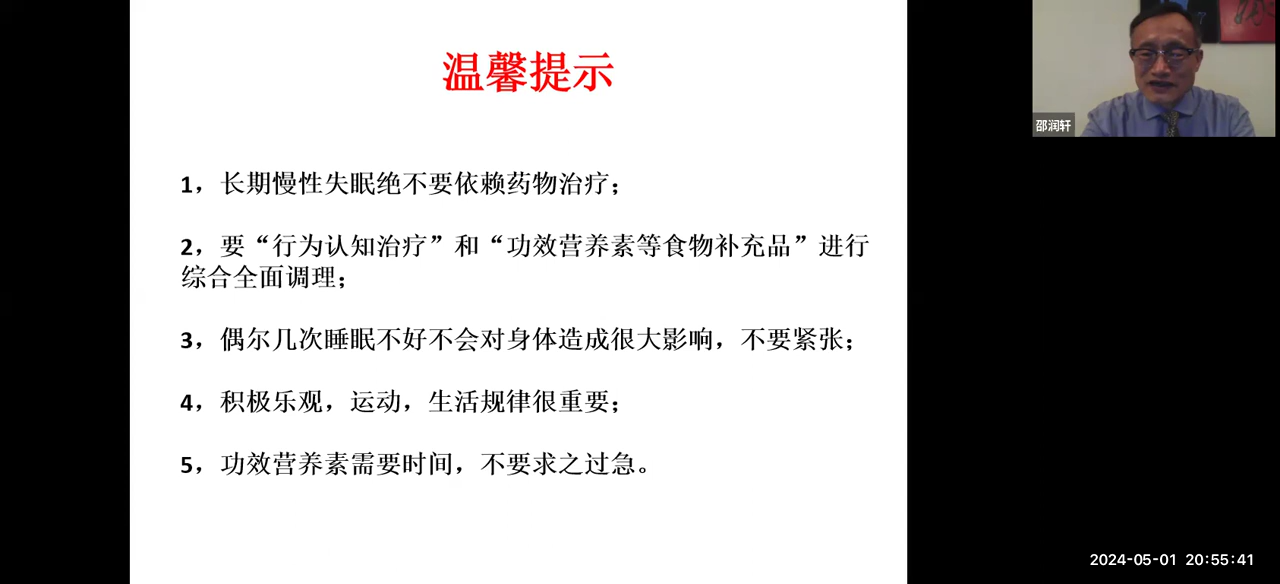 温馨提示
邵润轩
1，长期慢性失眠绝不要依赖药物治疗；
2，要“行为认知治疗”和“功效营养素等食物补充品”进行
综合全面调理；
3，偶尔几次睡眠不好不会对身体造成很大影响，不要紧张；
4，积极乐观，运动，生活规律很重要；
5，功效营养素需要时间，不要求之过急。
2024-05-01 20:55:41